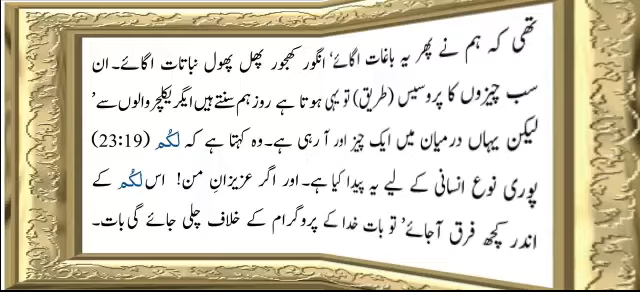 تھی کہ ہم نے پھر یہ باغات اگائے‘ انگور کھجور پھل پھول نباتات اگائے۔ ان
سب چیزوں کا پروسیس (طریق) تو یہی ہوتا ہے روز ہم سنتے ہیں ایگریکلچر والوں سے‘
لیکن یہاں درمیان میں ایک چیز اور آ رہی ہے۔ وہ کہتا ہے کہ لَكُم (23:19)
پوری نوع انسانی کے لیے یہ پیدا کیا ہے۔ اور اگر عزیزانِ من! اس لَكُم کے
اندر کچھ فرق آجائے‘ تو بات خدا کے پروگرام کے خلاف چلی جائے گی بات۔